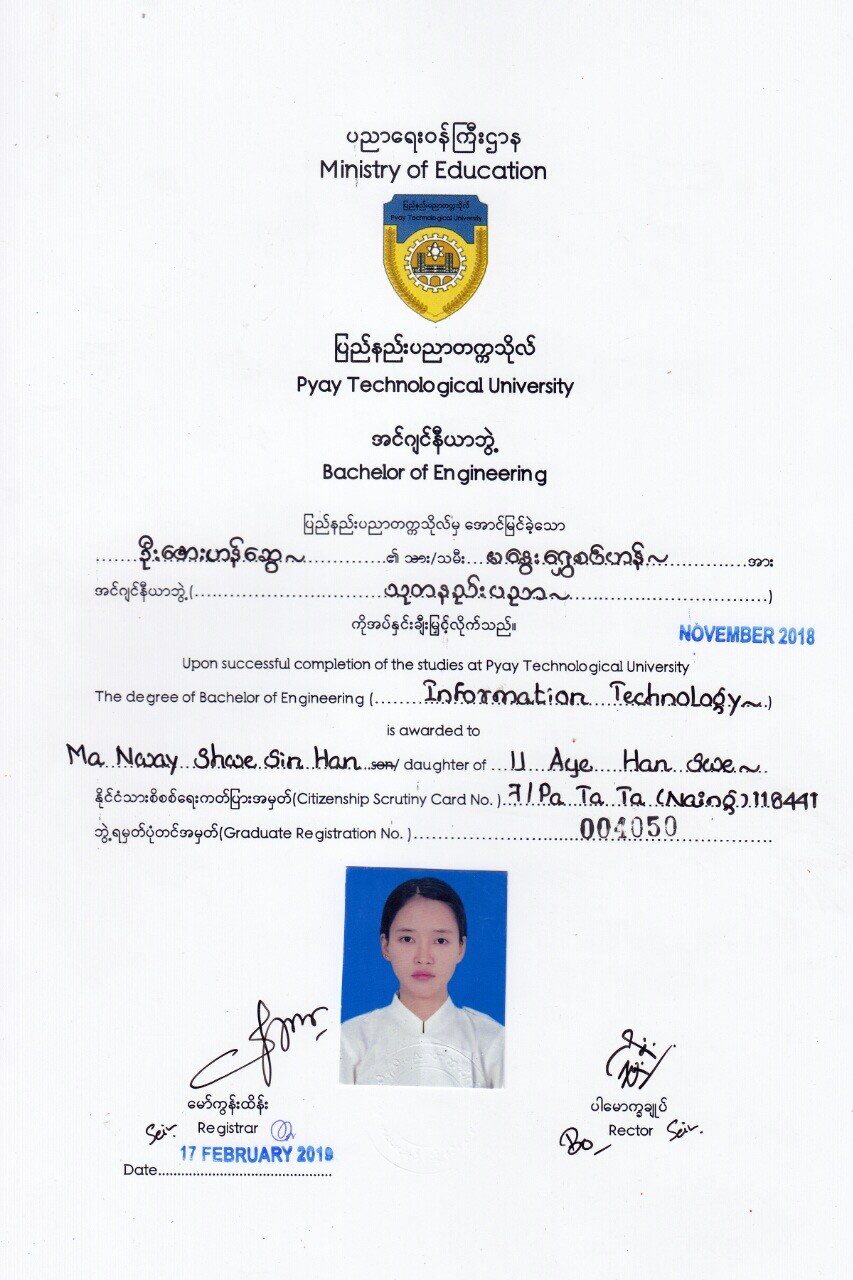 ပညာရေးဝန်ကြီးဌာန
Ministry of Education
ပြည်နည်းပညာတက္ကသိုလ်
Pyay Technological University
ပြည်နည်းပညာတက္ကသိုလ်
Pyay Technological University
အင်ဂျင်နီယာဘွဲ့
Bachelor of Engineering
ပြည်နည်းပညာတက္ကသိုလ်မှ အောင်မြင်ခဲ့သော
ဦးအေးဟန်ဆွေ ၏ သား/သမီး မနွေးရွှေစင်ဟန် အား
အင်ဂျင်နီယာဘွဲ့ (သုတနည်းပညာ)
ကိုအပ်နှင်းချီးမြှင့်လိုက်သည်။
NOVEMBER 2018
Upon successful completion of the studies at Pyay Technological University
The degree of Bachelor of Engineering (Information Technology)
is awarded to
Ma Nway Shwe Sin Han son/ daughter of U Aye Han Swe
နိုင်ငံသားစိစစ်ရေးကတ်ပြားအမှတ်(Citizenship Scrutiny Card No. ) 7/Pa Ta Ta (Naing) 118441
ဘွဲ့ရမှတ်ပုံတင်အမှတ်(Graduate Registration No. ) 004050
မော်ကွန်းထိန်း
Registrar
ပါမောက္ခချုပ်
Rector
17 FEBRUARY 2019
Date